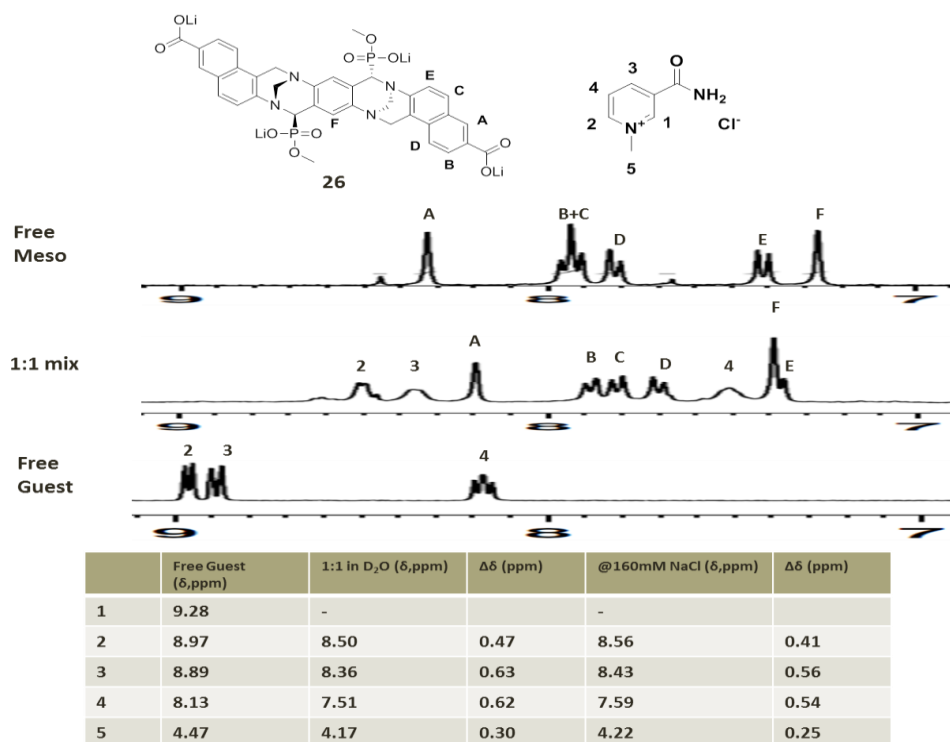 OLi
O
N
N
O
P
O
OLi
E
C
N
N
A
F
D
B
LiO
P
O
O
O
OLi
26
O
3
4
NH2
2
N+
1
Cl-
5
Free
Meso
A
B+C
D
E
F
9
8
7
1:1 mix
2
3
A
B
C
D
4
F
E
9
8
7
Free
Guest
2
3
4
9
8
7
Free Guest (δ,ppm) 1:1 in D2O (δ,ppm) Δδ (ppm) @160mM NaCl (δ,ppm) Δδ (ppm)
1 9.28 - -
2 8.97 8.50 0.47 8.56 0.41
3 8.89 8.36 0.63 8.43 0.56
4 8.13 7.51 0.62 7.59 0.54
5 4.47 4.17 0.30 4.22 0.25